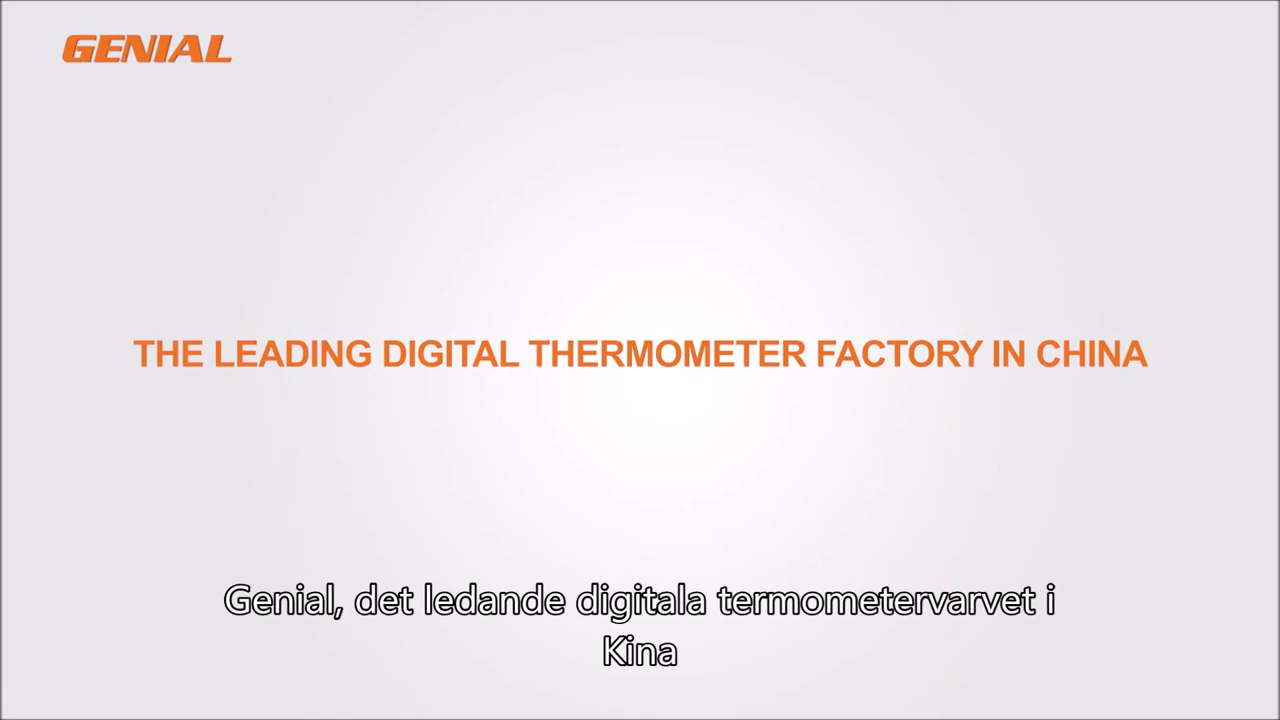 GENIAL
THE LEADING DIGITAL THERMOMETER FACTORY IN CHINA
Genial, det ledande digitala termometervarvet i
Kina